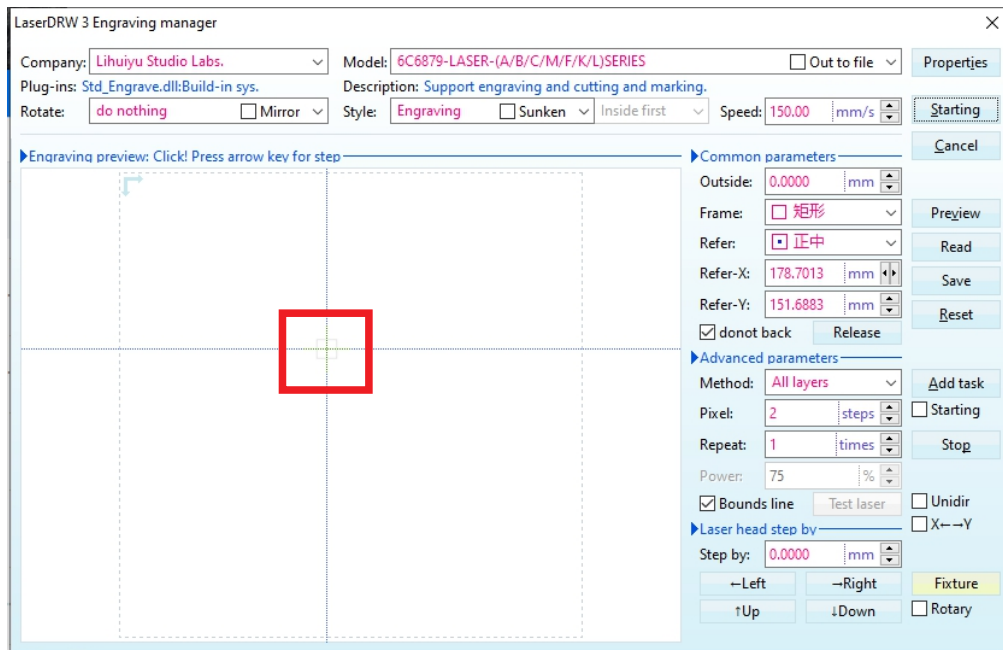 LaserDRW 3 Engraving manager
Company: Lihuiyu Studio Labs. Model: 6C6879-LASER-(A/B/C/M/F/K/L)SERIES Out to file Properties
Plug-ins: Std_Engrave.dll:Build-in sys. Description: Support engraving and cutting and marking.
Rotate: do nothing Mirror Style: Engraving Sunken Inside first Speed: 150.00 mm/s Starting
Cancel
Engraving preview: Click! Press arrow key for step Common parameters
Outside: 0.0000 mm
Frame: 矩形 Preview
Refer: 正中 Read
Refer-X: 178.7013 mm Save
Refer-Y: 151.6883 mm Reset
donot back Release
Advanced parameters
Method: All layers Add task
Pixel: 2 steps Starting
Repeat: 1 times Stop
Power: 75 %
Bounds line Test laser Unidir
Laser head step by X←→Y
Step by: 0.0000 mm
←Left →Right Fixture
↑Up ↓Down Rotary